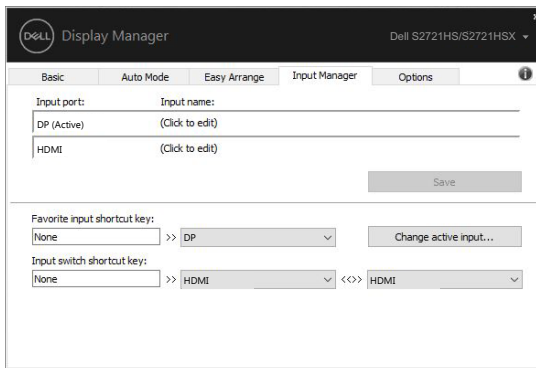 DELL Display Manager Dell S2721HS/S2721HSX
Basic Auto Mode Easy Arrange Input Manager Options
Input port: Input name:
DP (Active) (Click to edit)
HDMI (Click to edit)
Save
Favorite input shortcut key:
None >> DP Change active input...
Input switch shortcut key:
None >> HDMI <<>> HDMI